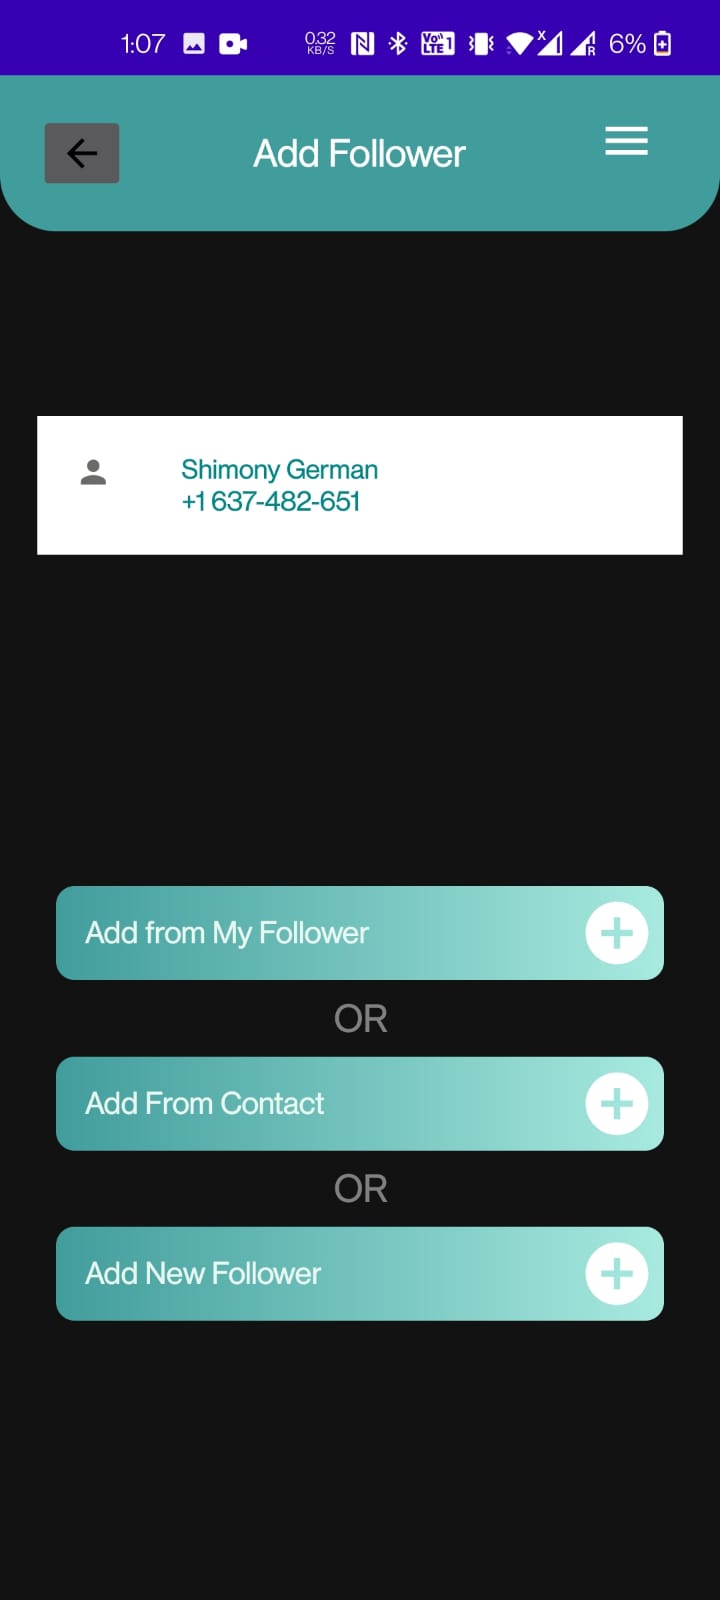 1:07 0.32 KB/S Vo LTE 1 X R 6%
Add Follower
Shimony German
+1 637-482-651
Add from My Follower
OR
Add From Contact
OR
Add New Follower